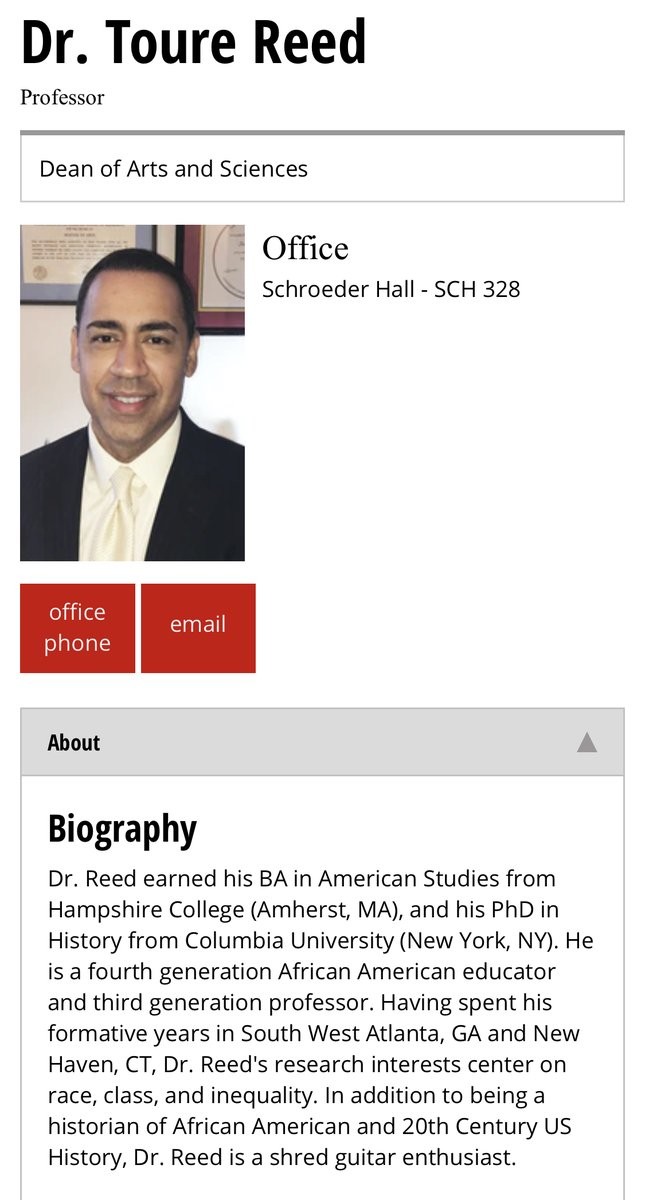 Dr. Toure Reed
Professor
Dean of Arts and Sciences
Office
Schroeder Hall - SCH 328
office
phone
email
About
Biography
Dr. Reed earned his BA in American Studies from
Hampshire College (Amherst, MA), and his PhD in
History from Columbia University (New York, NY). He
is a fourth generation African American educator
and third generation professor. Having spent his
formative years in South West Atlanta, GA and New
Haven, CT, Dr. Reed's research interests center on
race, class, and inequality. In addition to being a
historian of African American and 20th Century US
History, Dr. Reed is a shred guitar enthusiast.